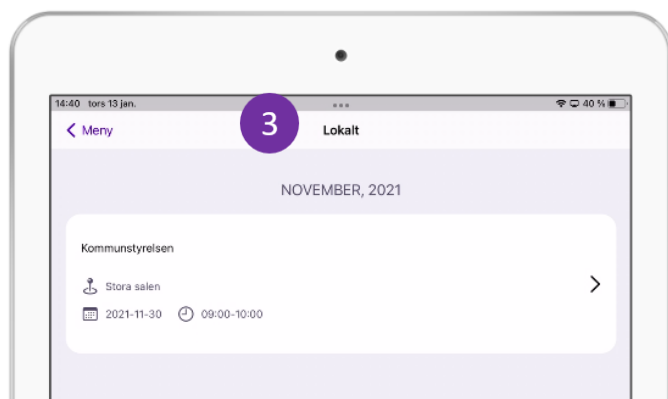 14:40 tors 13 jan. 40 %
Meny
3
Lokalt
NOVEMBER, 2021
Kommunstyrelsen
Stora salen
2021-11-30 09:00-10:00